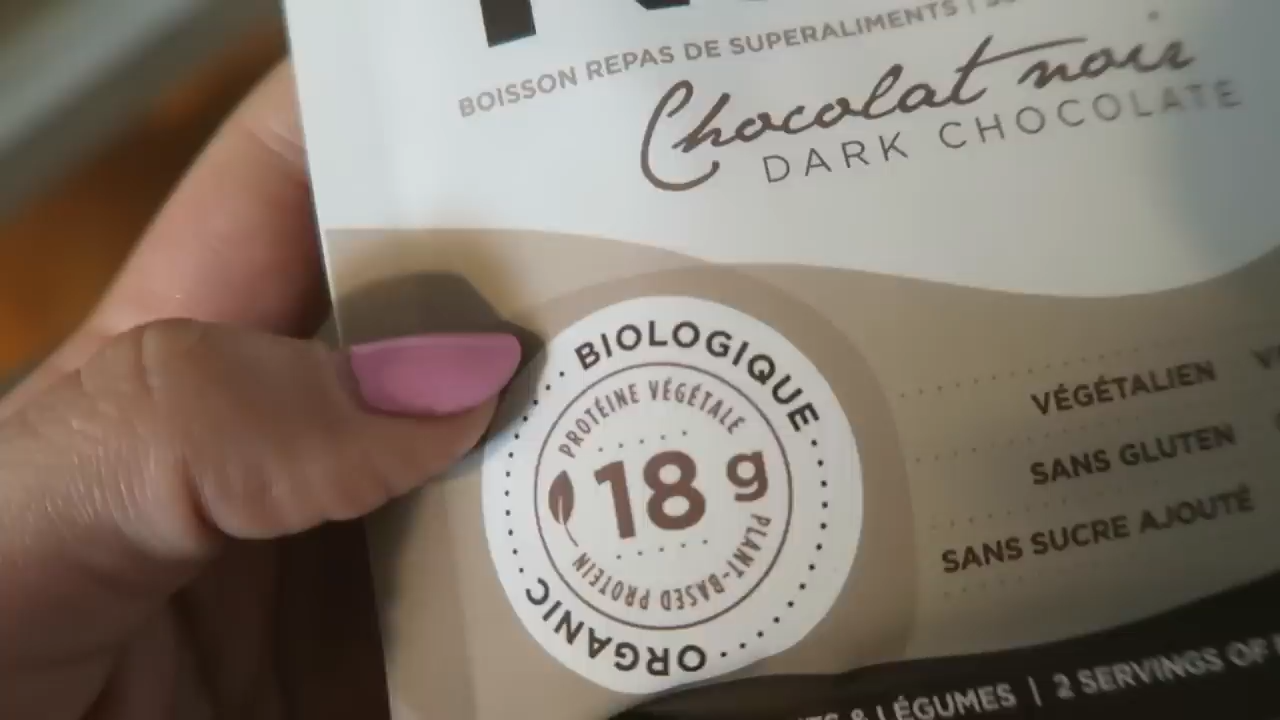 BOISSON REPAS DE SUPERALIMENTS |
Chocolat noir
DARK CHOCOLATE
BIOLOGIQUE
PROTÉINE VÉGÉTALE
18 g
PLANT-BASED PROTEIN
ORGANIC
VÉGÉTALIEN
SANS GLUTEN
SANS SUCRE AJOUTÉ
& LÉGUMES | 2 SERVINGS OF